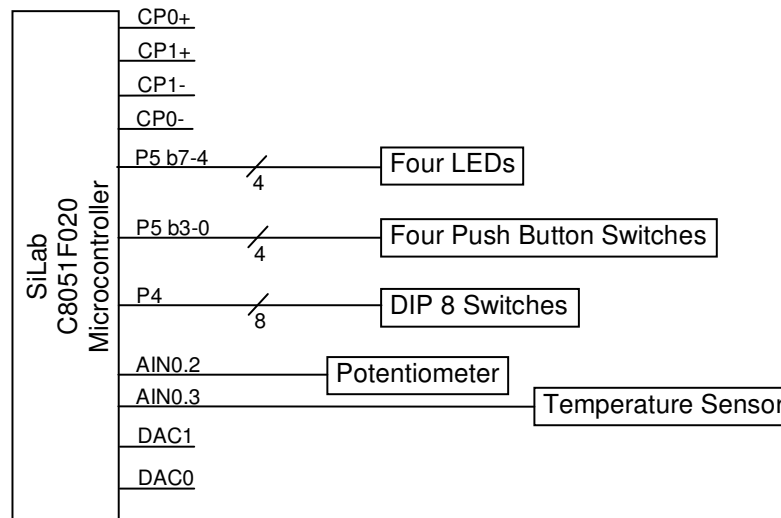 CP0+
CP1+
CP1-
CP0-
P5 b7-4
4
Four LEDs
P5 b3-0
4
Four Push Button Switches
P4
8
DIP 8 Switches
AIN0.2
Potentiometer
AIN0.3
Temperature Sensor
DAC1
DAC0
SiLab
C8051F020
Microcontroller